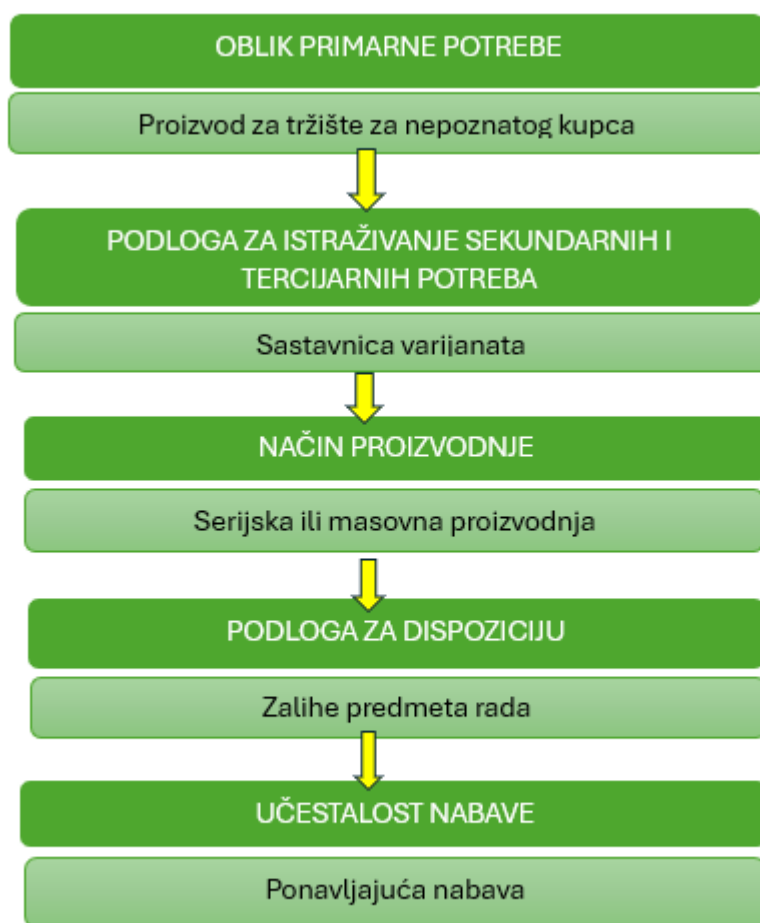 OBLIK PRIMARNE POTREBE
Proizvod za tržište za nepoznatog kupca
PODLOGA ZA ISTRAŽIVANJE SEKUNDARNIH I
TERCIJARNIH POTREBA
Sastavnica varijanata
NAČIN PROIZVODNJE
Serijska ili masovna proizvodnja
PODLOGA ZA DISPOZICIJU
Zalihe predmeta rada
UČESTALOST NABAVE
Ponavljajuća nabava